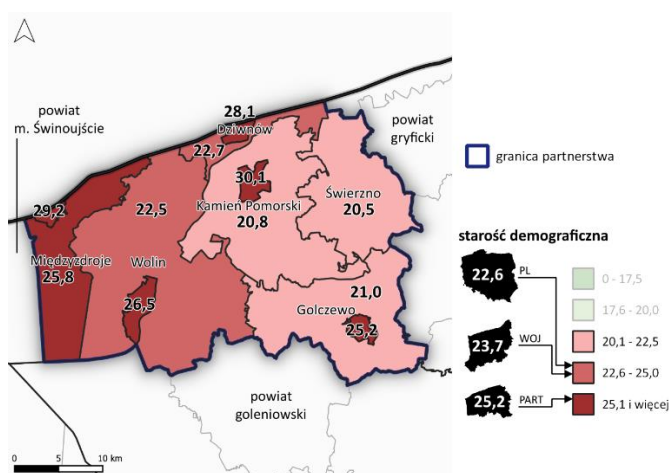 powiat
m. Świnoujście
28,1
Dziwnów
22,7
powiat
gryficki
30,1
Kamień Pomorski
20,8
Świerzno
20,5
29,2
22,5
Międzyzdroje
25,8
Wolin
26,5
21,0
Golczewo
25,2
powiat
goleniowski
0 5 10 km
granica partnerstwa
starość demograficzna
22,6 PL
23,7 WOJ
25,2 PART
0 - 17,5
17,6 - 20,0
20,1 - 22,5
22,6 - 25,0
25,1 i więcej